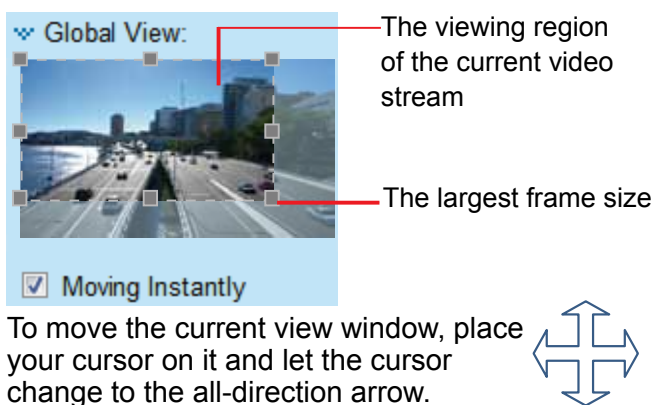 Global View:
The viewing region
of the current video
stream
The largest frame size
Moving Instantly
To move the current view window, place
your cursor on it and let the cursor
change to the all-direction arrow.